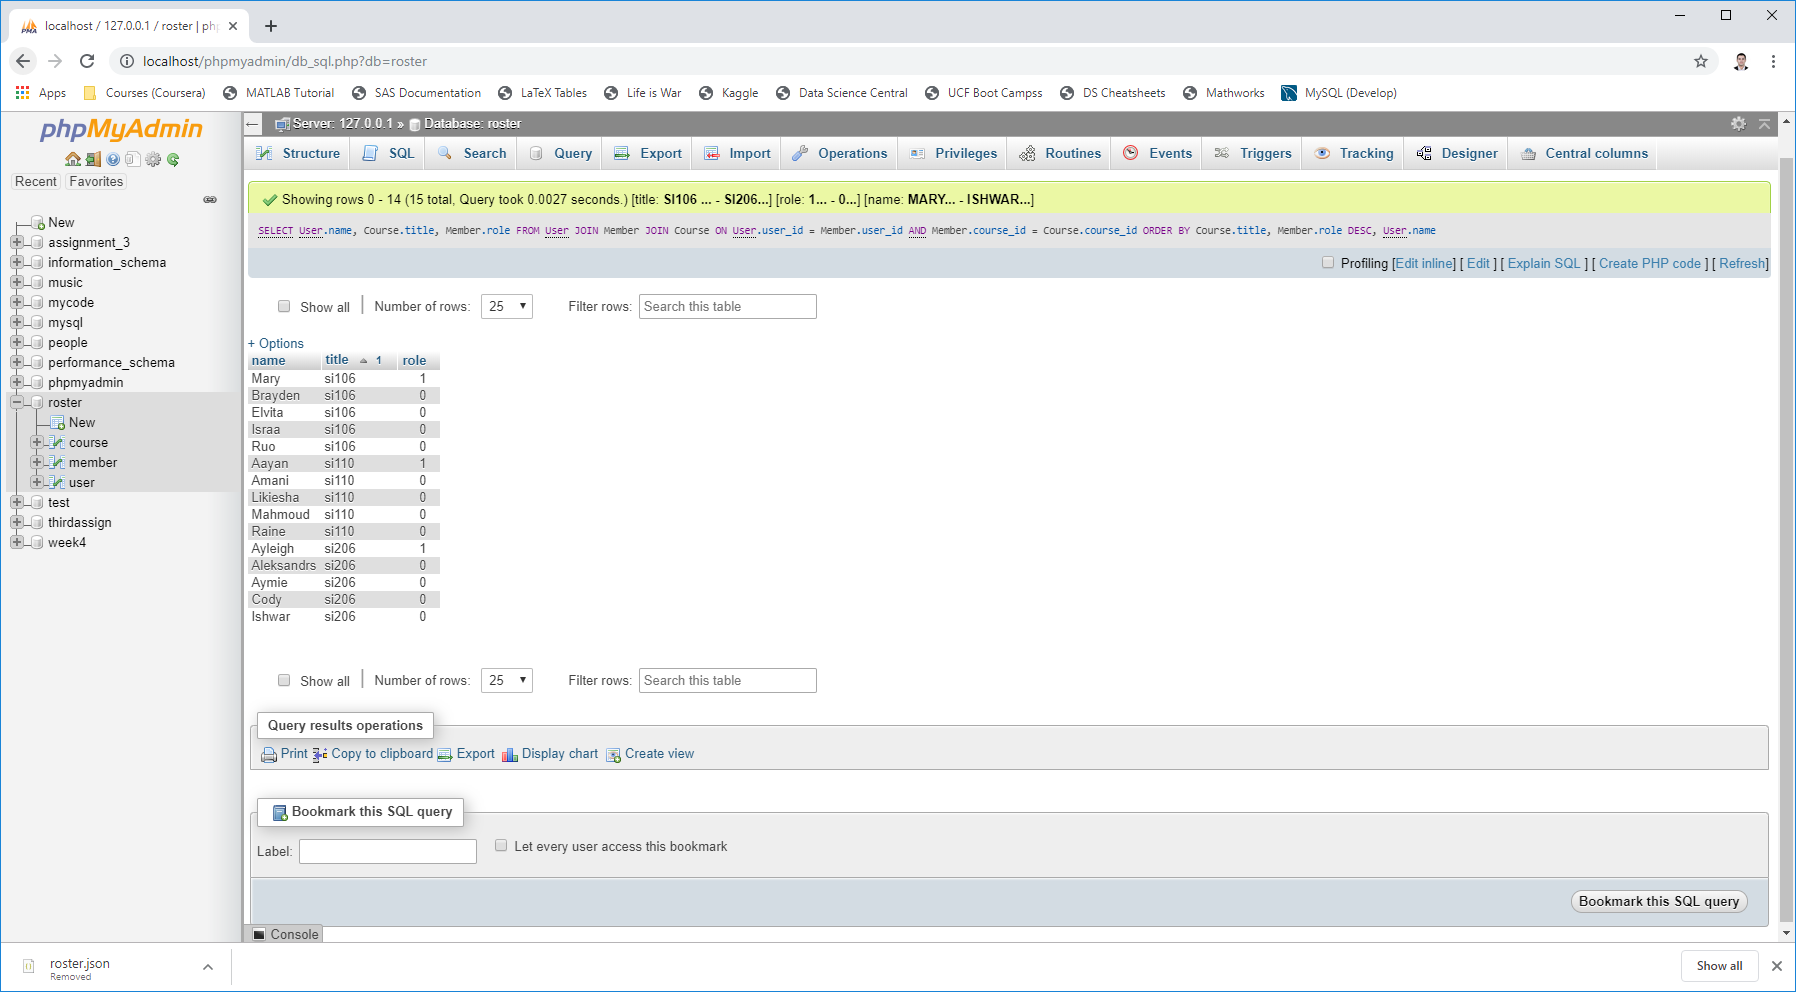 localhost / 127.0.0.1 / roster | ph
localhost/phpmyadmin/db_sql.php?db=roster
Apps Courses (Coursera) MATLAB Tutorial SAS Documentation LaTeX Tables Life is War Kaggle Data Science Central UCF Boot Campss DS Cheatsheets Mathworks MySQL (Develop)
phpMyAdmin
Recent Favorites
New
assignment_3
information_schema
music
mycode
mysql
people
performance_schema
phpmyadmin
roster
New
course
member
user
test
thirdassign
week4
Server: 127.0.0.1 » Database: roster
Structure SQL Search Query Export Import Operations Privileges Routines Events Triggers Tracking Designer Central columns
Showing rows 0 - 14 (15 total, Query took 0.0027 seconds.) [title: SI106 ... - SI206...] [role: 1... - 0...] [name: MARY... - ISHWAR...]
SELECT User.name, Course.title, Member.role FROM User JOIN Member JOIN Course ON User.user_id = Member.user_id AND Member.course_id = Course.course_id ORDER BY Course.title, Member.role DESC, User.name
Profiling [Edit inline] [ Edit ] [ Explain SQL ] [ Create PHP code ] [ Refresh]
Show all | Number of rows: 25 Filter rows: Search this table
+ Options
name title 1 role
Mary si106 1
Brayden si106 0
Elvita si106 0
Israa si106 0
Ruo si106 0
Aayan si110 1
Amani si110 0
Likiesha si110 0
Mahmoud si110 0
Raine si110 0
Ayleigh si206 1
Aleksandrs si206 0
Aymie si206 0
Cody si206 0
Ishwar si206 0
Show all | Number of rows: 25 Filter rows: Search this table
Query results operations
Print Copy to clipboard Export Display chart Create view
Bookmark this SQL query
Label: Let every user access this bookmark
Bookmark this SQL query
Console
roster.json
Removed
Show all